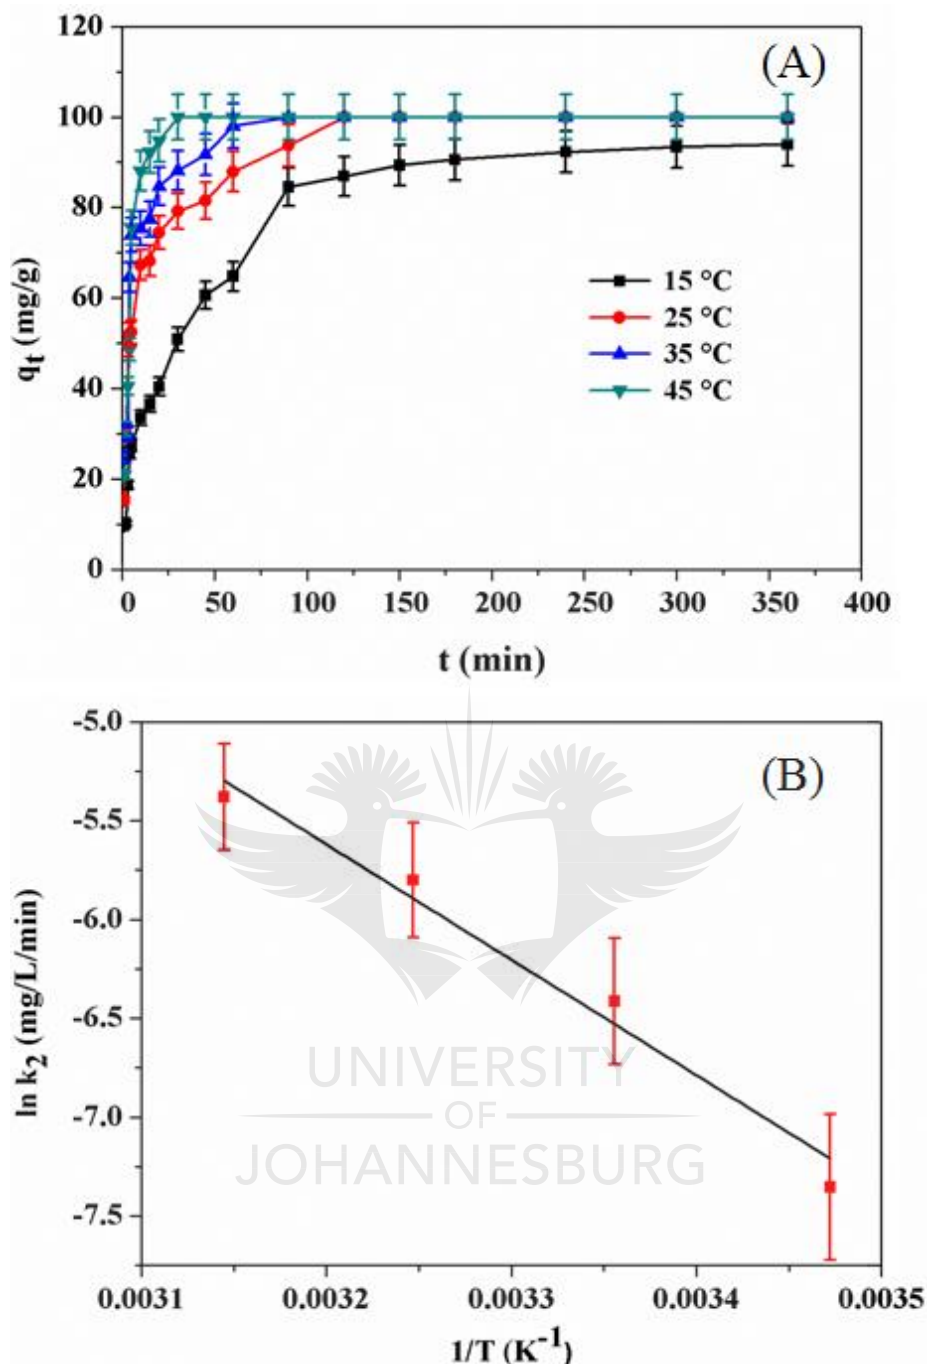 120
(A)
100
80
60
40
20
0
qt (mg/g)
15 °C
25 °C
35 °C
45 °C
0 50 100 150 200 250 300 350 400
t (min)
-5.0
(B)
-5.5
-6.0
-6.5
-7.0
-7.5
ln k2 (mg/L/min)
UNIVERSITY
OF
JOHANNESBURG
0.0031 0.0032 0.0033 0.0034 0.0035
1/T (K-1)